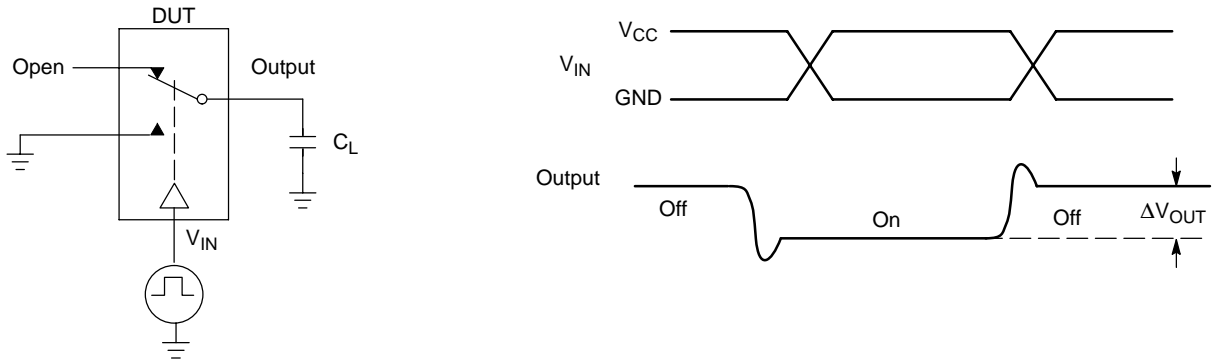 DUT
Open
Output
C_L
V_IN
V_CC
V_IN
GND
Output
Off
On
Off
ΔV_OUT